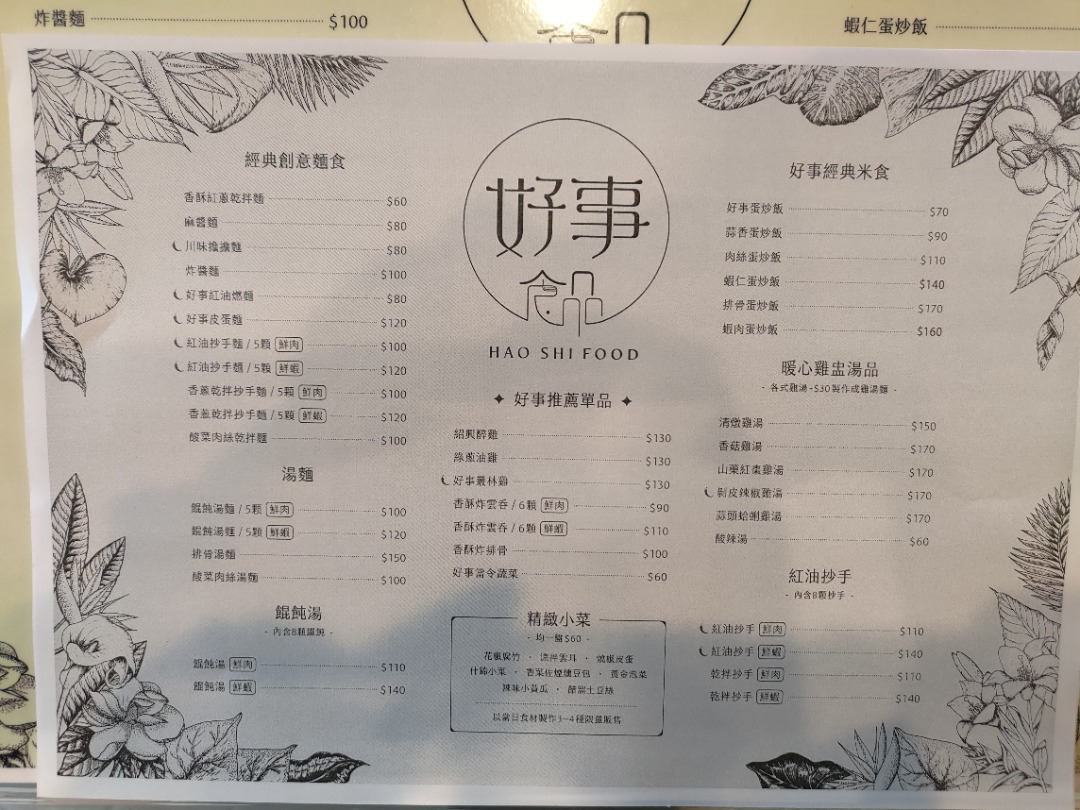 炸醬麵 $100
蝦仁蛋炒飯
經典創意麵食
香酥紅蔥乾拌麵 $60
麻醬麵 $80
川味擔擔麵 $80
炸醬麵 $100
好事紅油燃麵 $80
好事皮蛋麵 $120
紅油抄手麵 / 5顆 鮮肉 $100
紅油抄手麵 / 5顆 鮮蝦 $120
香蔥乾拌抄手麵 / 5顆 鮮肉 $100
香蔥乾拌抄手麵 / 5顆 鮮蝦 $120
酸菜肉絲乾拌麵 $100
湯麵
餛飩湯麵 / 5顆 鮮肉 $100
餛飩湯麵 / 5顆 鮮蝦 $120
排骨湯麵 $150
酸菜肉絲湯麵 $100
餛飩湯
- 內含8顆餛飩 -
餛飩湯 鮮肉 $110
餛飩湯 鮮蝦 $140
好事
食品
HAO SHI FOOD
好事推薦單品
紹興醉雞 $130
綠蔥油雞 $130
好事叢林雞 $130
香酥炸雲吞 / 6顆 鮮肉 $90
香酥炸雲吞 / 6顆 鮮蝦 $110
香酥炸排骨 $100
好事當令蔬菜 $60
精緻小菜
- 均一價$60 -
花雕腐竹 · 涼拌雲耳 · 燒椒皮蛋
什錦小菜 · 香菜佐煙燻豆包 · 黃金泡菜
辣味小黃瓜 · 醋溜土豆絲
以當日食材製作3~4種限量販售
好事經典米食
好事蛋炒飯 $70
蒜香蛋炒飯 $90
肉絲蛋炒飯 $110
蝦仁蛋炒飯 $140
排骨蛋炒飯 $170
蝦肉蛋炒飯 $160
暖心雞盅湯品
- 各式雞湯+$30製作成雞湯麵 -
清燉雞湯 $150
香菇雞湯 $170
山藥紅棗雞湯 $170
剝皮辣椒雞湯 $170
蒜頭蛤蜊雞湯 $170
酸辣湯 $60
紅油抄手
- 內含8顆抄手 -
紅油抄手 鮮肉 $110
紅油抄手 鮮蝦 $140
乾拌抄手 鮮肉 $110
乾拌抄手 鮮蝦 $140